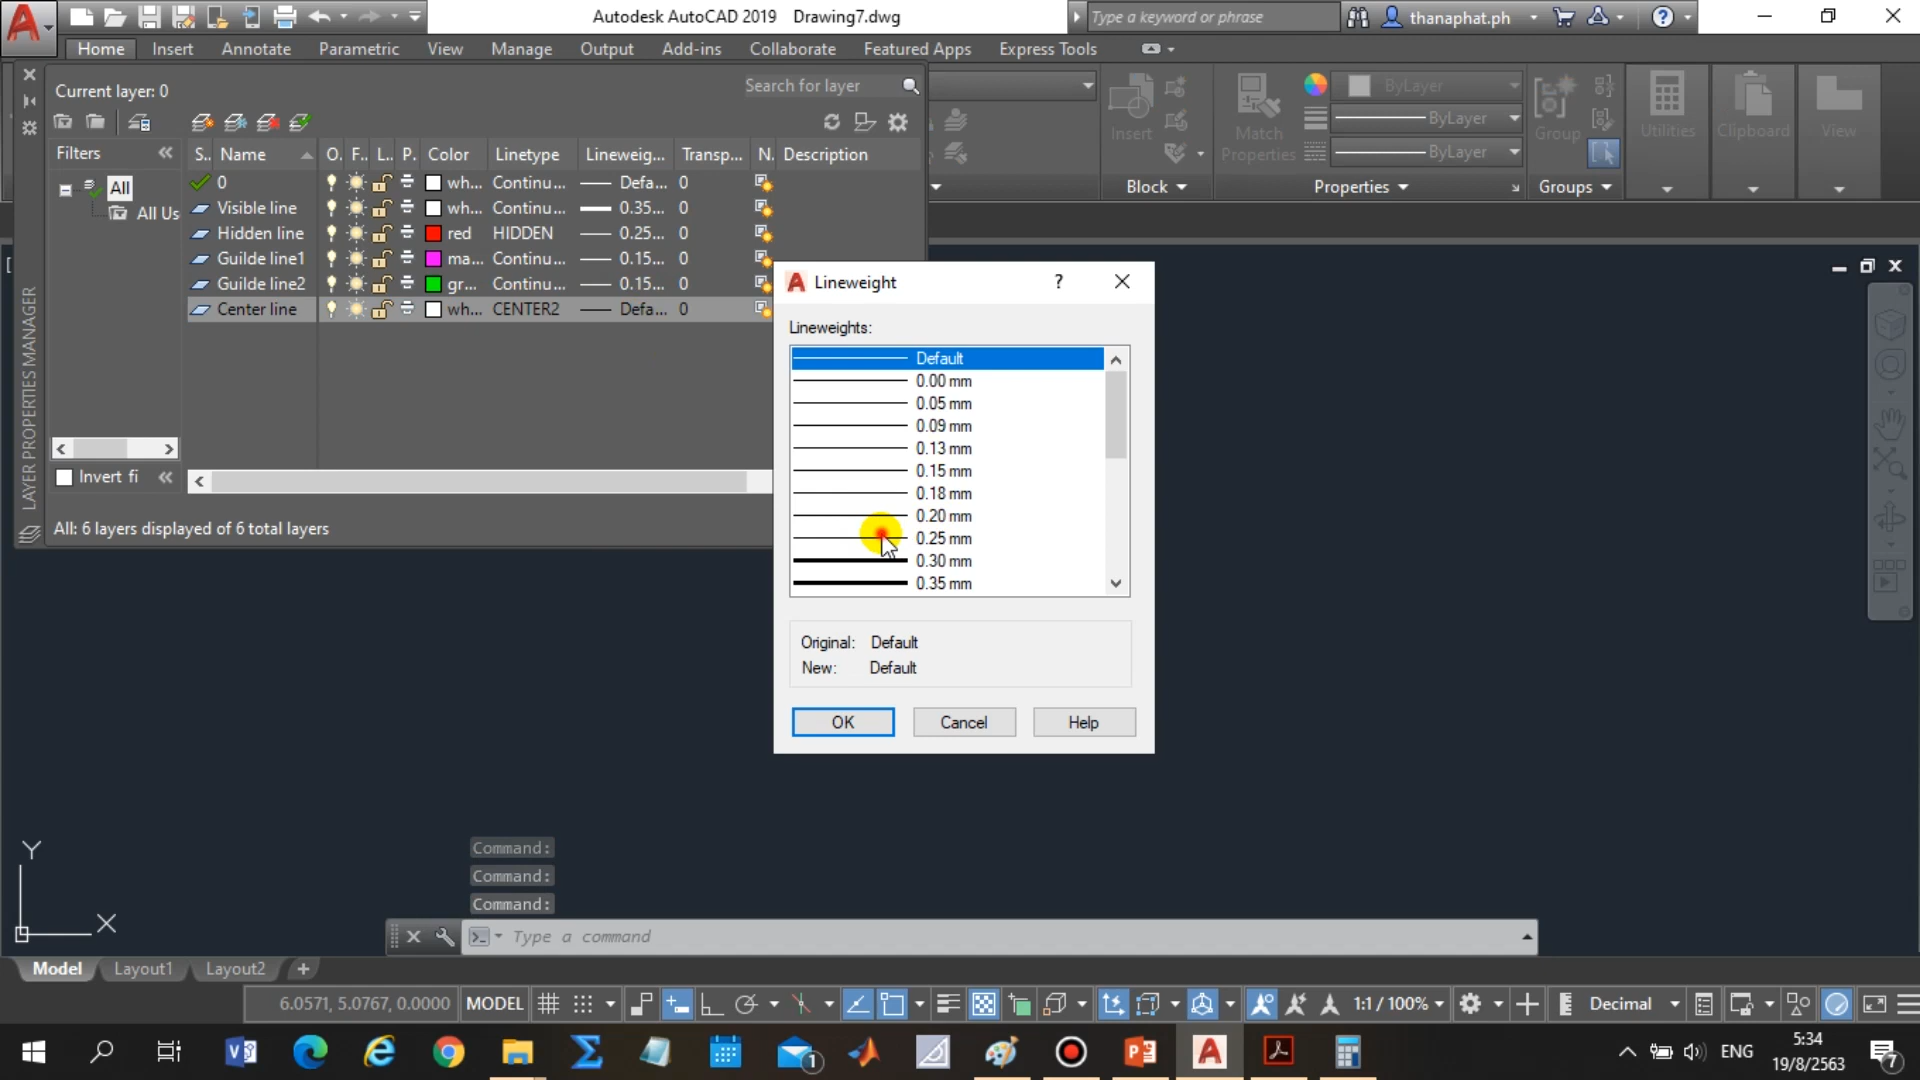 Autodesk AutoCAD 2019 Drawing7.dwg
Type a keyword or phrase
thanaphat.ph
Home Insert Annotate Parametric View Manage Output Add-ins Collaborate Featured Apps Express Tools
Current layer: 0
Search for layer
Filters
S.. Name O. F.. L.. P. Color Linetype Lineweig... Transp... N. Description
0 wh... Continu... Defa... 0
Visible line wh... Continu... 0.35... 0
Hidden line red HIDDEN 0.25... 0
Guilde line1 ma... Continu... 0.15... 0
Guilde line2 gr... Continu... 0.15... 0
Center line wh... CENTER2 Defa... 0
All
All Us
Invert fi
All: 6 layers displayed of 6 total layers
LAYER PROPERTIES MANAGER
Insert
Block
Match
Properties
ByLayer
ByLayer
ByLayer
Properties
Group
Groups
Utilities
Clipboard
View
Lineweight
Lineweights:
Default
0.00 mm
0.05 mm
0.09 mm
0.13 mm
0.15 mm
0.18 mm
0.20 mm
0.25 mm
0.30 mm
0.35 mm
Original: Default
New: Default
OK Cancel Help
Y
X
Command:
Command:
Command:
Type a command
Model Layout1 Layout2 +
6.0571, 5.0767, 0.0000 MODEL 1:1 / 100% Decimal
ENG
5:34
19/8/2563
1
7